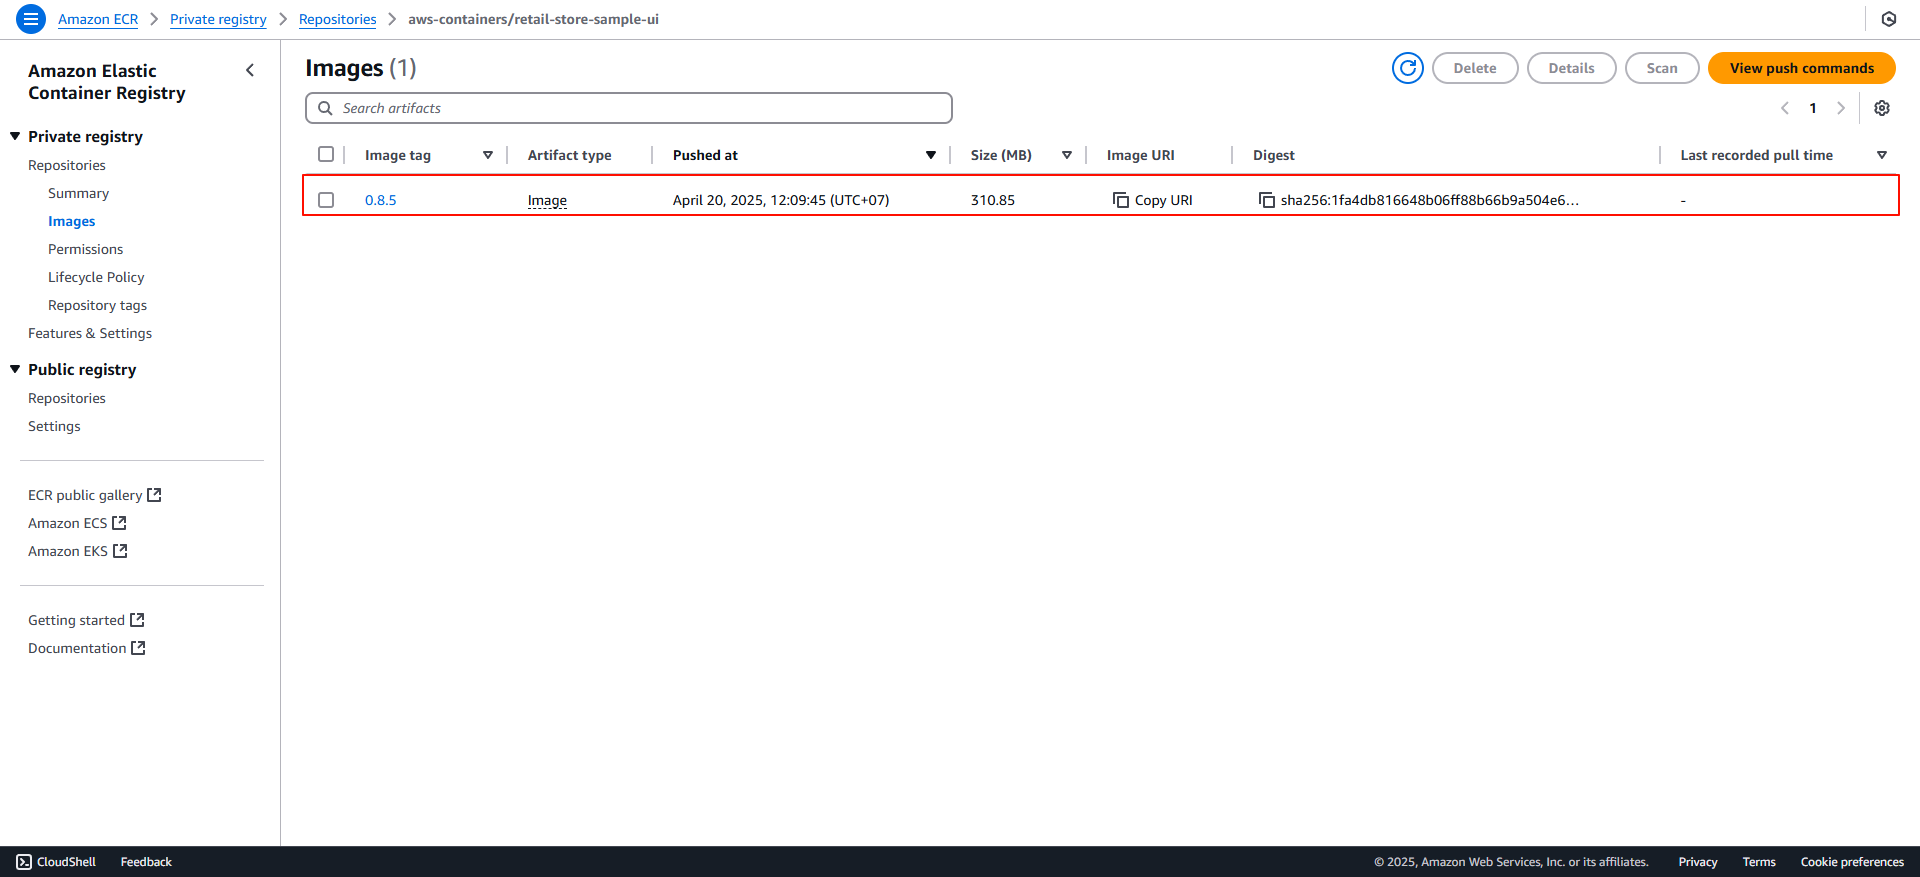 Amazon ECR > Private registry > Repositories > aws-containers/retail-store-sample-ui
Amazon Elastic
Container Registry
Private registry
Repositories
Summary
Images
Permissions
Lifecycle Policy
Repository tags
Features & Settings
Public registry
Repositories
Settings
ECR public gallery
Amazon ECS
Amazon EKS
Getting started
Documentation
Images (1)
Delete Details Scan View push commands
Search artifacts
1
Image tag Artifact type Pushed at Size (MB) Image URI Digest Last recorded pull time
0.8.5 Image April 20, 2025, 12:09:45 (UTC+07) 310.85 Copy URI sha256:1fa4db816648b06ff88b66b9a504e6... -
CloudShell Feedback © 2025, Amazon Web Services, Inc. or its affiliates. Privacy Terms Cookie preferences